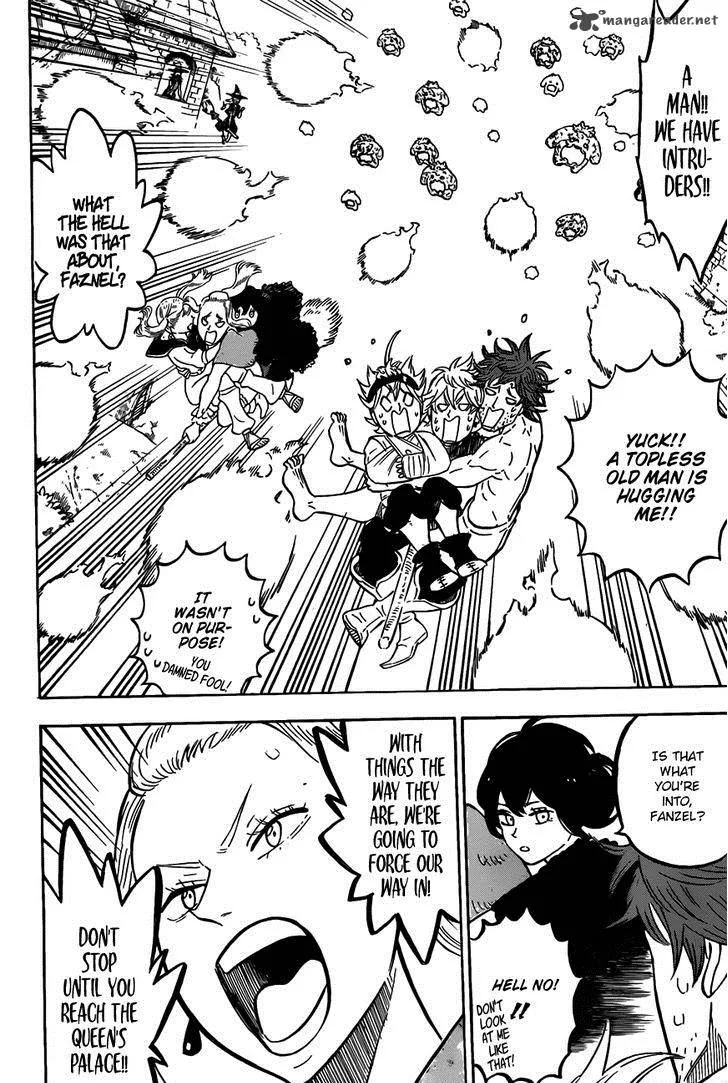 mangareader.net
A
MAN!!
WE HAVE
INTRU-
DERS!!
WHAT
THE HELL
WAS THAT
ABOUT,
FAZNEL?
YUCK!!
A TOPLESS
OLD MAN IS
HUGGING
ME!!
IT
WASN'T
ON PUR-
POSE!
YOU
DAMNED FOOL!
IS THAT
WHAT
YOU'RE
INTO,
FANZEL?
HELL NO!
DON'T
LOOK
AT ME
LIKE
THAT!
!!
WITH
THINGS THE
WAY THEY
ARE, WE'RE
GOING TO
FORCE OUR
WAY IN!
DON'T
STOP
UNTIL YOU
REACH THE
QUEEN'S
PALACE!!